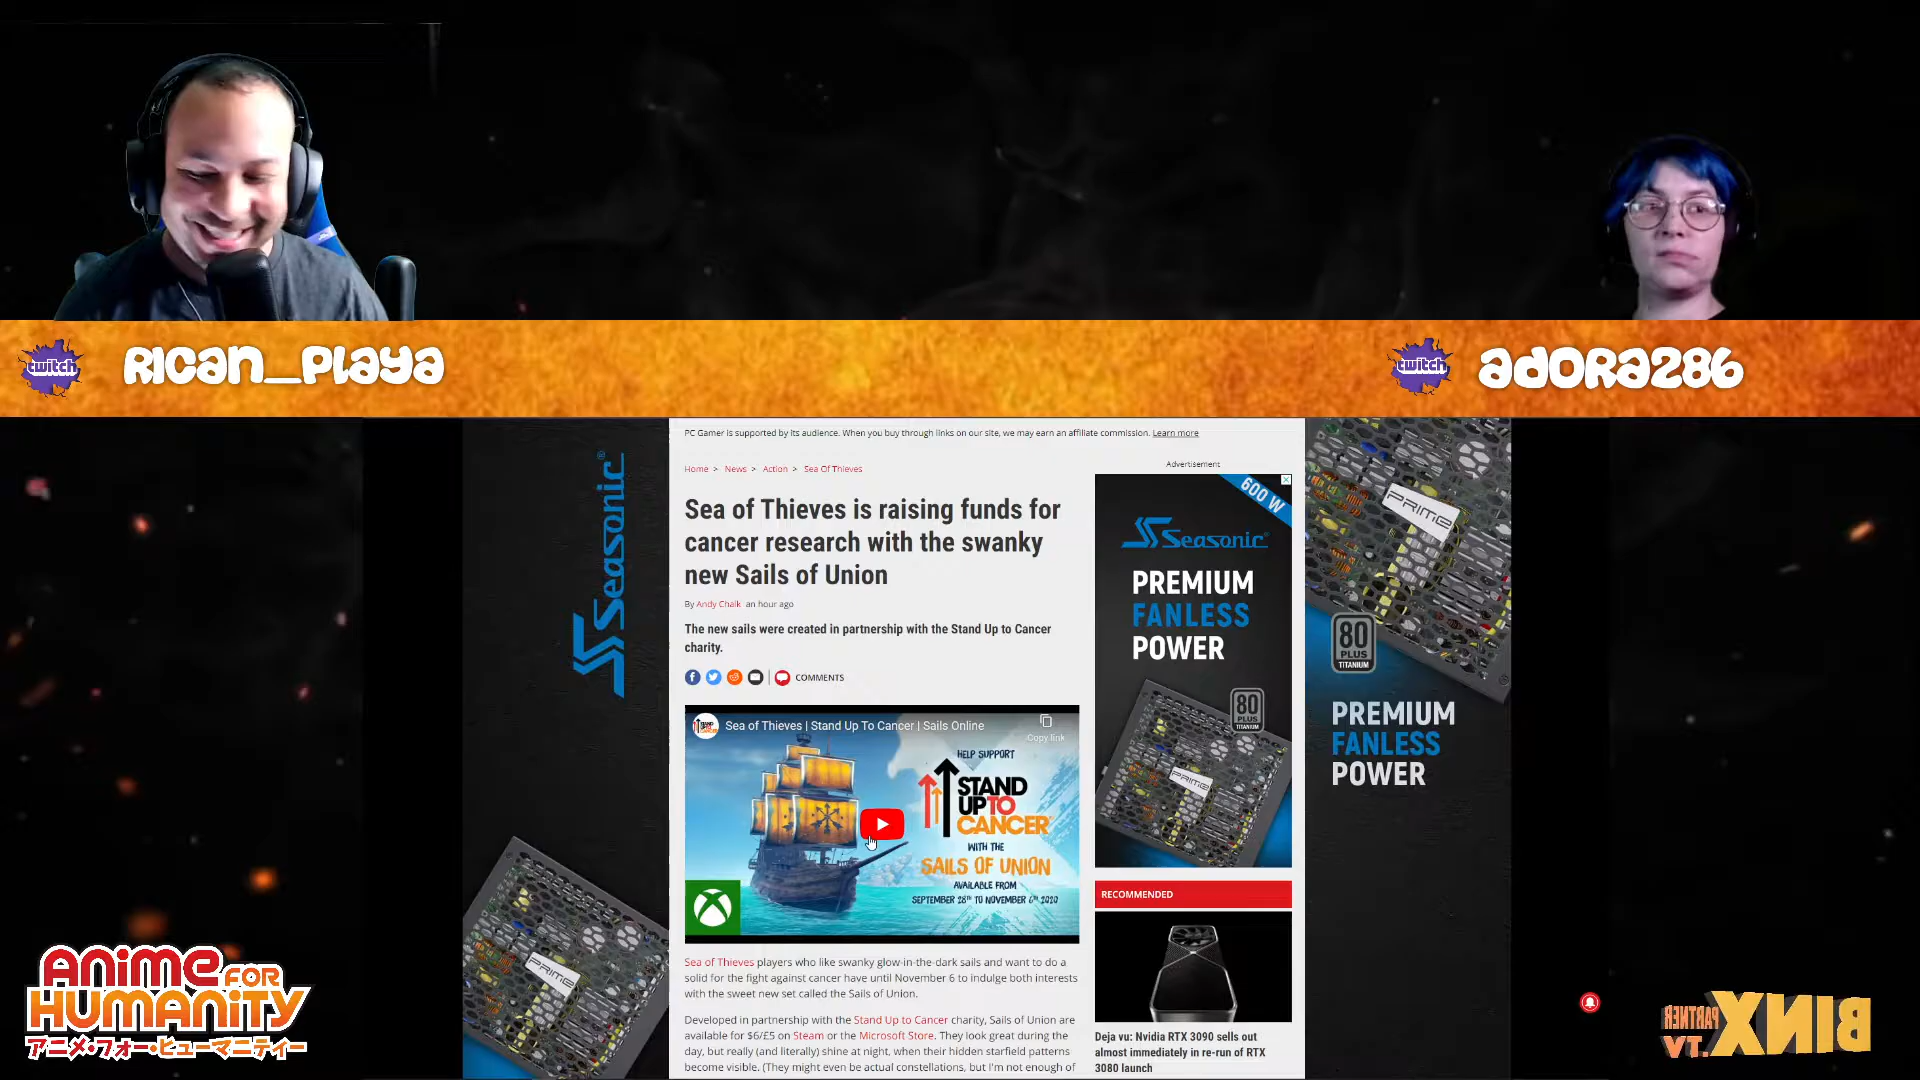 twitch
Rican_Playa
twitch
adora286
Seasonic®
PC Gamer is supported by its audience. When you buy through links on our site, we may earn an affiliate commission. Learn more
Home > News > Action > Sea Of Thieves
Sea of Thieves is raising funds for
cancer research with the swanky
new Sails of Union
By Andy Chalk an hour ago
The new sails were created in partnership with the Stand Up to Cancer
charity.
COMMENTS
Sea of Thieves | Stand Up To Cancer | Sails Online
Copy link
HELP SUPPORT
STAND
UP TO
CANCER
WITH THE
SAILS OF UNION
AVAILABLE FROM
SEPTEMBER 28TH TO NOVEMBER 6TH 2020
Sea of Thieves players who like swanky glow-in-the-dark sails and want to do a
solid for the fight against cancer have until November 6 to indulge both interests
with the sweet new set called the Sails of Union.
Developed in partnership with the Stand Up to Cancer charity, Sails of Union are
available for $6/£5 on Steam or the Microsoft Store. They look great during the
day, but really (and literally) shine at night, when their hidden starfield patterns
become visible. (They might even be actual constellations, but I'm not enough of
Advertisement
600 W
Seasonic
PREMIUM
FANLESS
POWER
80
PLUS
TITANIUM
PRIME
RECOMMENDED
Deja vu: Nvidia RTX 3090 sells out
almost immediately in re-run of RTX
3080 launch
PRIME
80
PLUS
TITANIUM
PREMIUM
FANLESS
POWER
PRIME
Anime FOR
HUMANiTY
アニメ・フォー・ヒューマニティー
BINX
.TV
PARTNER